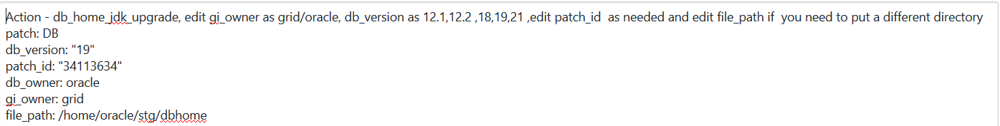 Action - db_home_jdk_upgrade, edit gi_owner as grid/oracle, db_version as 12.1,12.2 ,18,19,21 ,edit patch_id  as needed and edit file_path if  you need to put a different directory
patch: DB
db_version: "19"
patch_id: "34113634"
db_owner: oracle
gi_owner: grid
file_path: /home/oracle/stg/dbhome